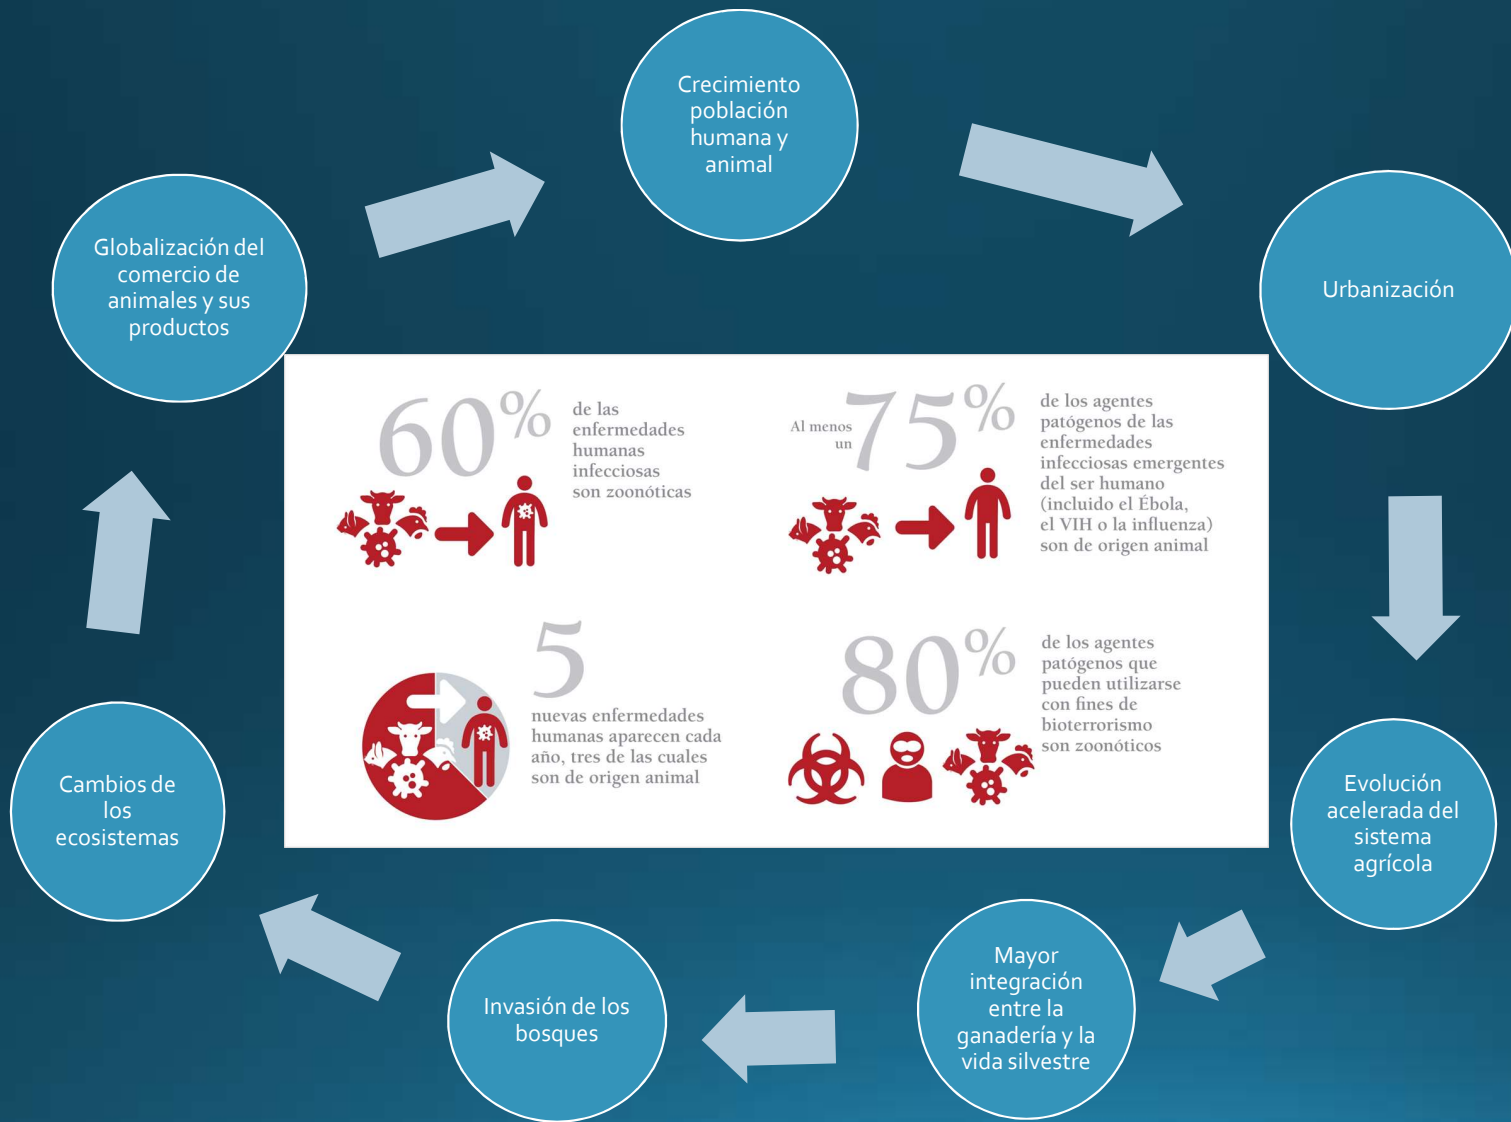 Crecimiento
población
humana y
animal
Globalización del
comercio de
animales y sus
productos
Urbanización
60%
de las
enfermedades
humanas
infecciosas
son zoonóticas
Al menos
un
75%
de los agentes
patógenos de las
enfermedades
infecciosas emergentes
del ser humano
(incluido el Ébola,
el VIH o la influenza)
son de origen animal
5
nuevas enfermedades
humanas aparecen cada
año, tres de las cuales
son de origen animal
80%
de los agentes
patógenos que
pueden utilizarse
con fines de
bioterrorismo
son zoonóticos
Cambios de
los
ecosistemas
Evolución
acelerada del
sistema
agrícola
Invasión de los
bosques
Mayor
integración
entre la
ganadería y la
vida silvestre